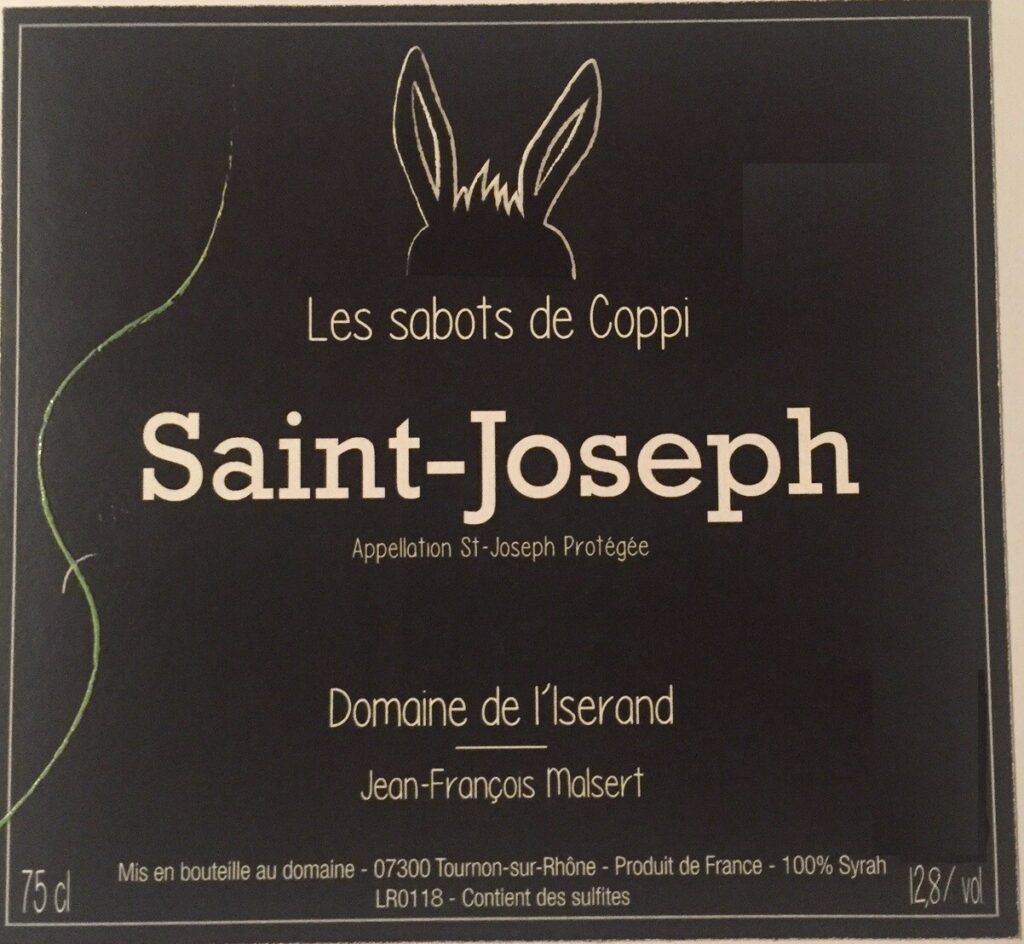 Les sabots de Coppi
Saint-Joseph
Appellation St-Joseph Protégée
Domaine de l'Iserand
Jean-François Malsert
Mis en bouteille au domaine - 07300 Tournon-sur-Rhône - Produit de France - 100% Syrah
LR0118 - Contient des sulfites
75 cl
12,8/ vol